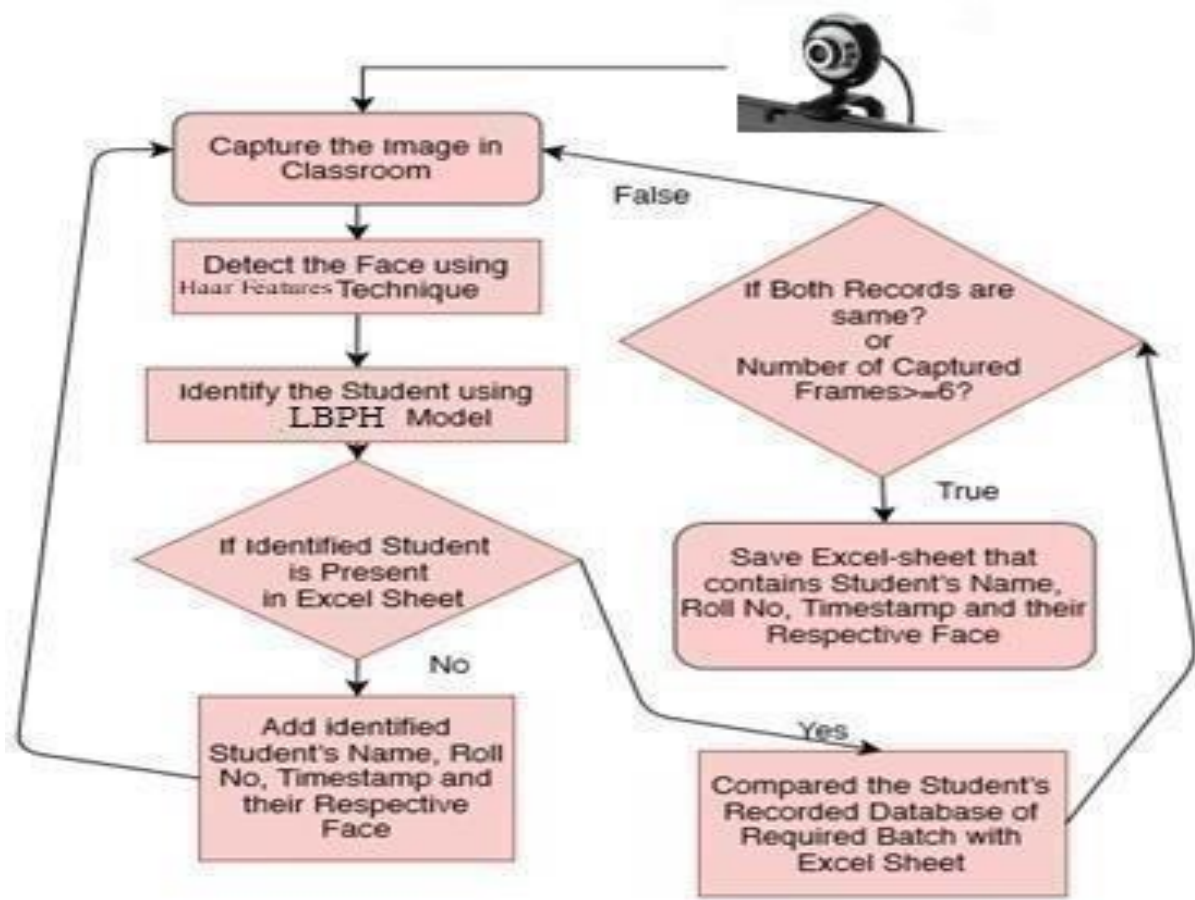 Capture the Image in
Classroom
Detect the Face using
Haar Features Technique
Identify the Student using
LBPH Model
If Identified Student
is Present
in Excel Sheet
No
Add identified
Student's Name, Roll
No, Timestamp and
their Respective
Face
Yes
Compared the Student's
Recorded Database of
Required Batch with
Excel Sheet
False
If Both Records are
same?
or
Number of Captured
Frames>=6?
True
Save Excel-sheet that
contains Student's Name,
Roll No, Timestamp and their
Respective Face